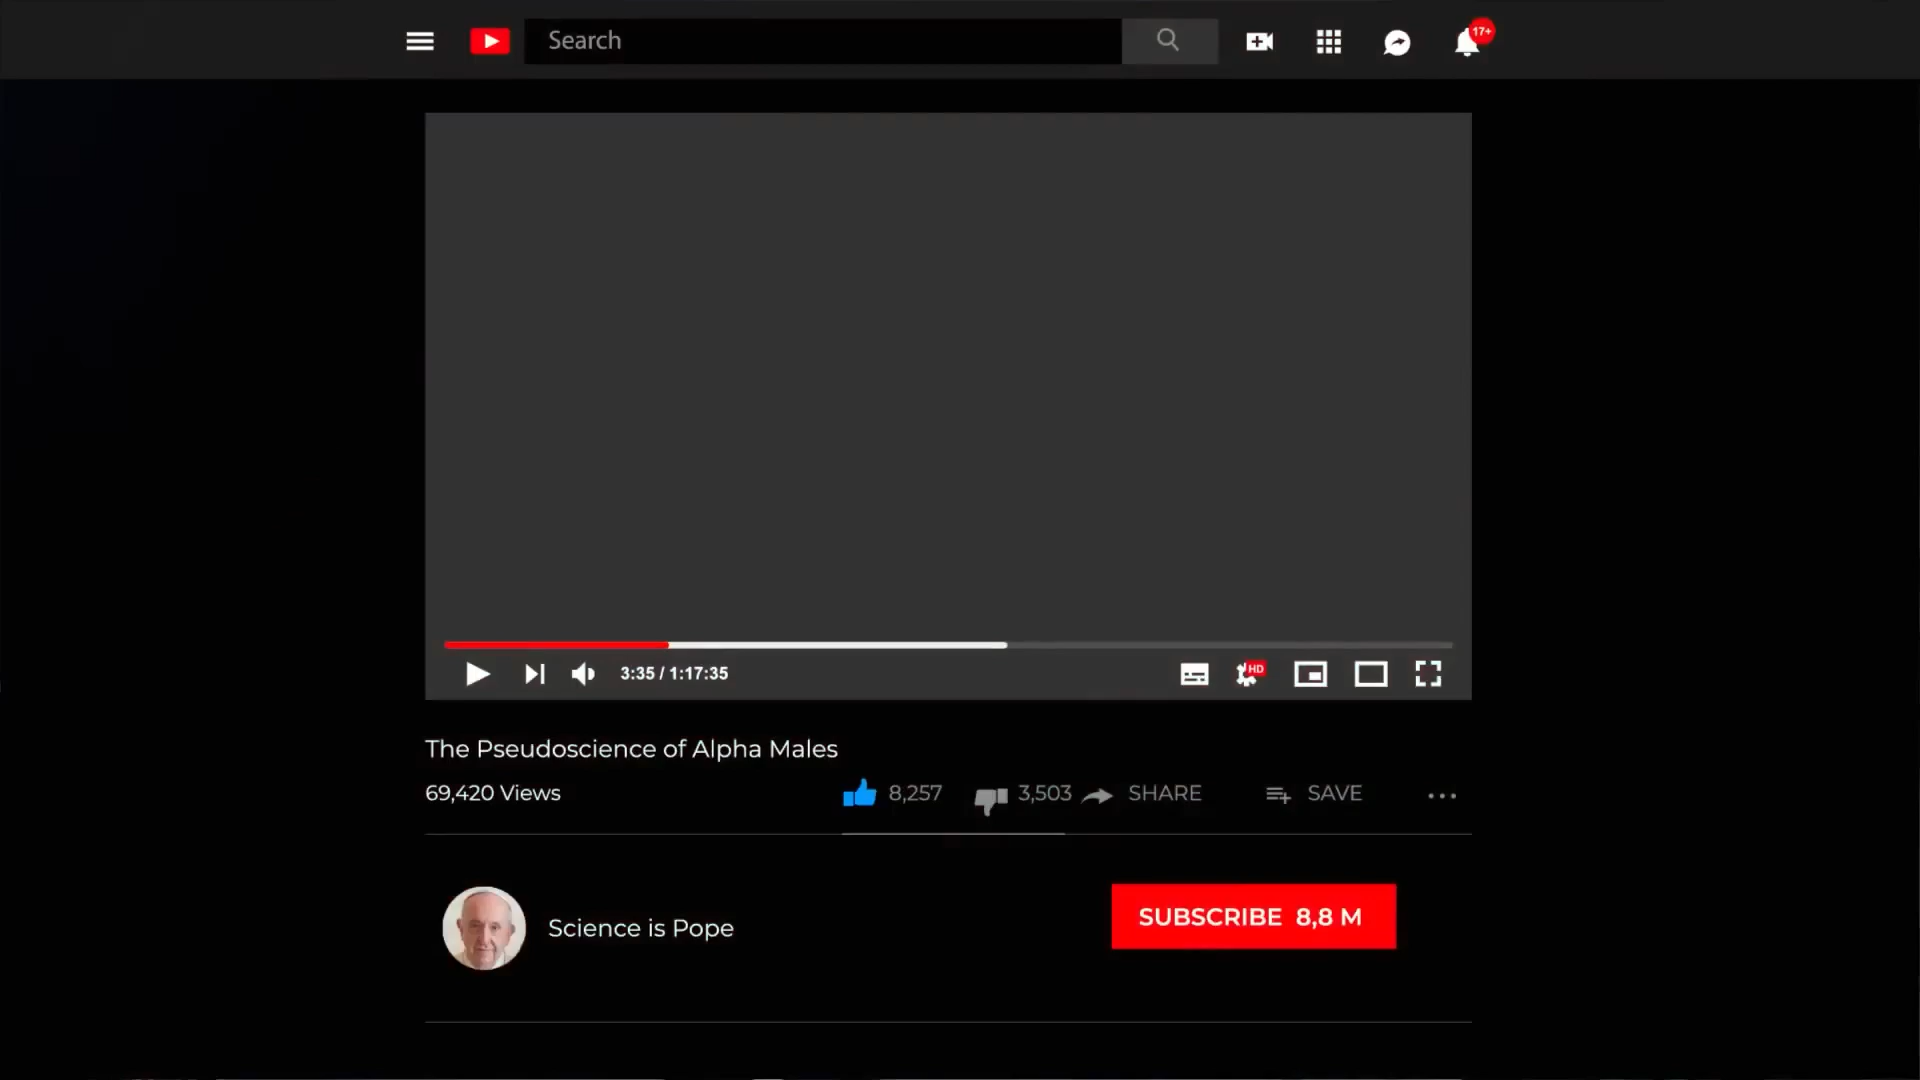 Search
17+
3:35 / 1:17:35
HD
The Pseudoscience of Alpha Males
69,420 Views
8,257
3,503
SHARE
SAVE
Science is Pope
SUBSCRIBE 8,8 M